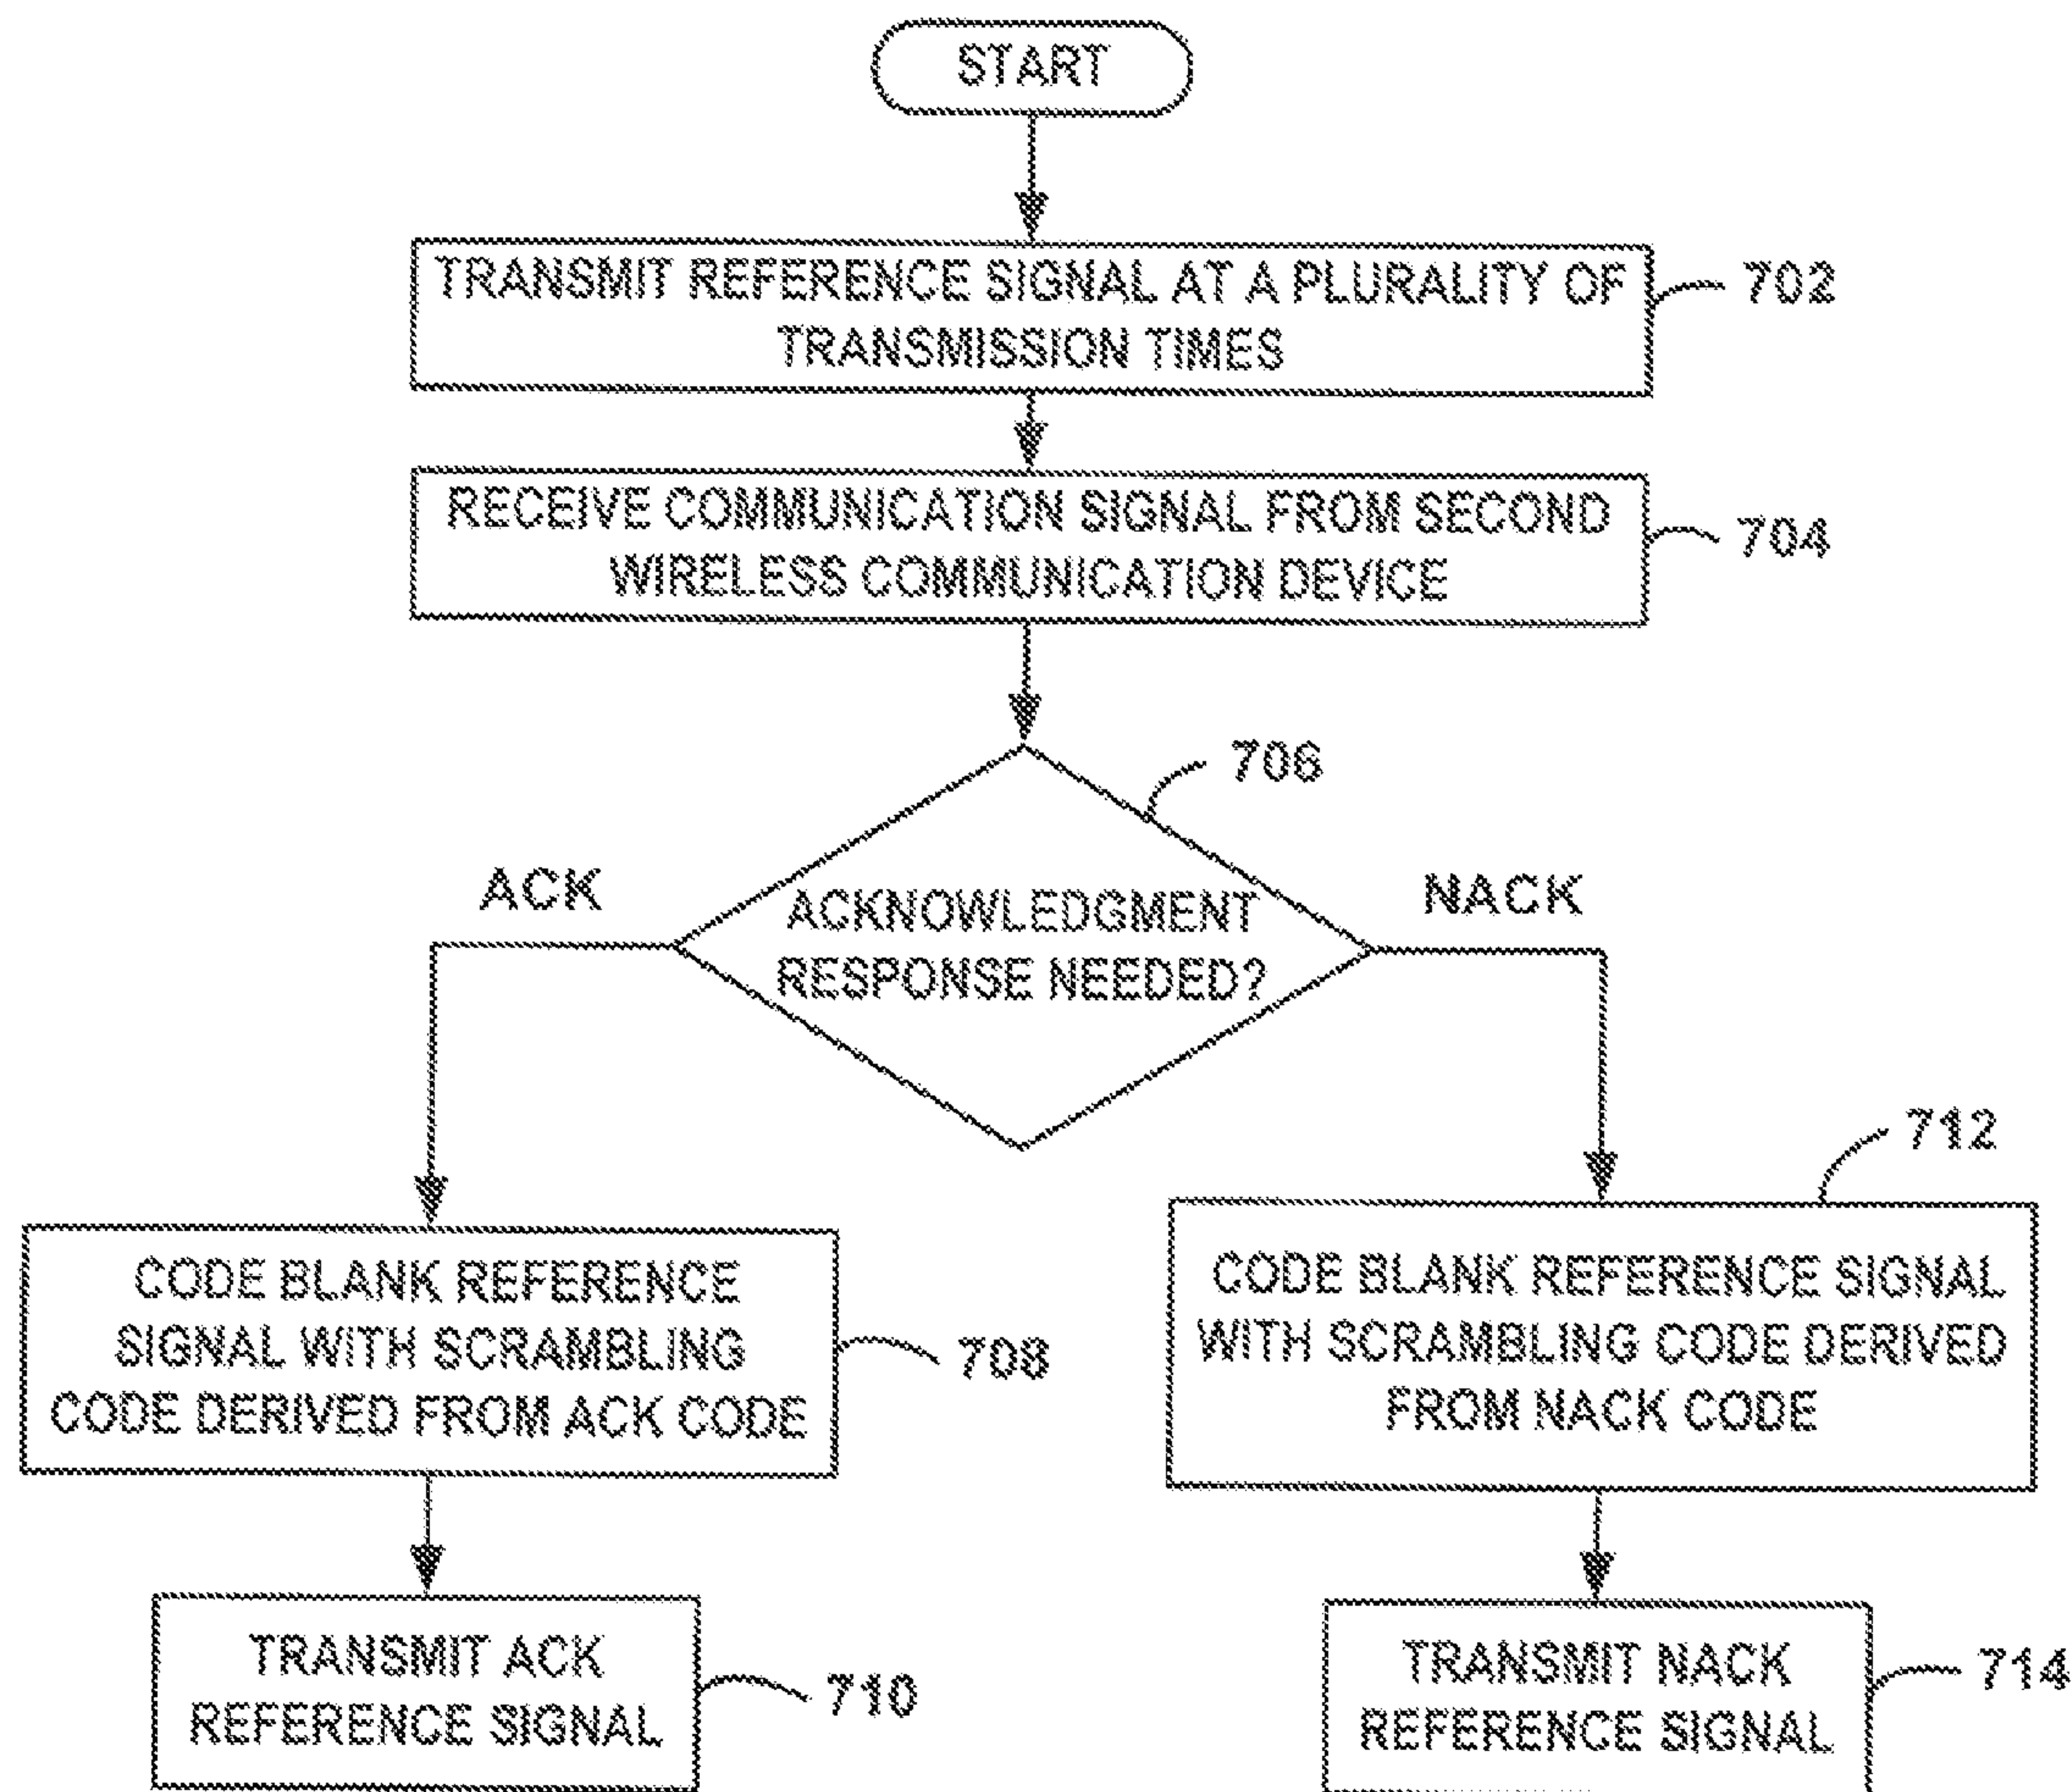 START
TRANSMIT REFERENCE SIGNAL AT A PLURALITY OF
TRANSMISSION TIMES
702
RECEIVE COMMUNICATION SIGNAL FROM SECOND
WIRELESS COMMUNICATION DEVICE
704
706
ACK
ACKNOWLEDGMENT
RESPONSE NEEDED?
NACK
CODE BLANK REFERENCE
SIGNAL WITH SCRAMBLING
CODE DERIVED FROM ACK CODE
708
712
CODE BLANK REFERENCE SIGNAL
WITH SCRAMBLING CODE DERIVED
FROM NACK CODE
TRANSMIT ACK
REFERENCE SIGNAL
710
TRANSMIT NACK
REFERENCE SIGNAL
714